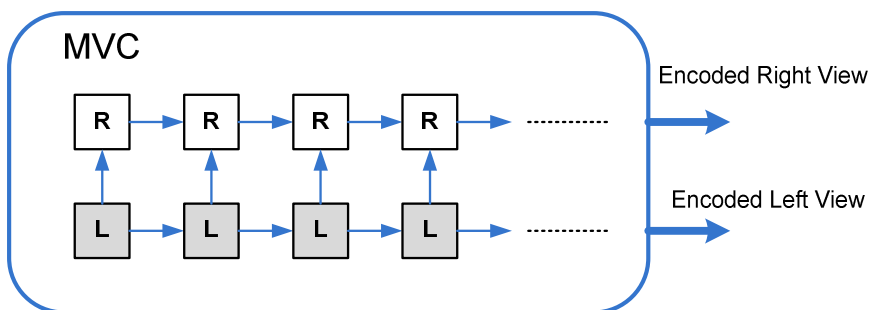 MVC
Encoded Right View
R R R R
Encoded Left View
L L L L